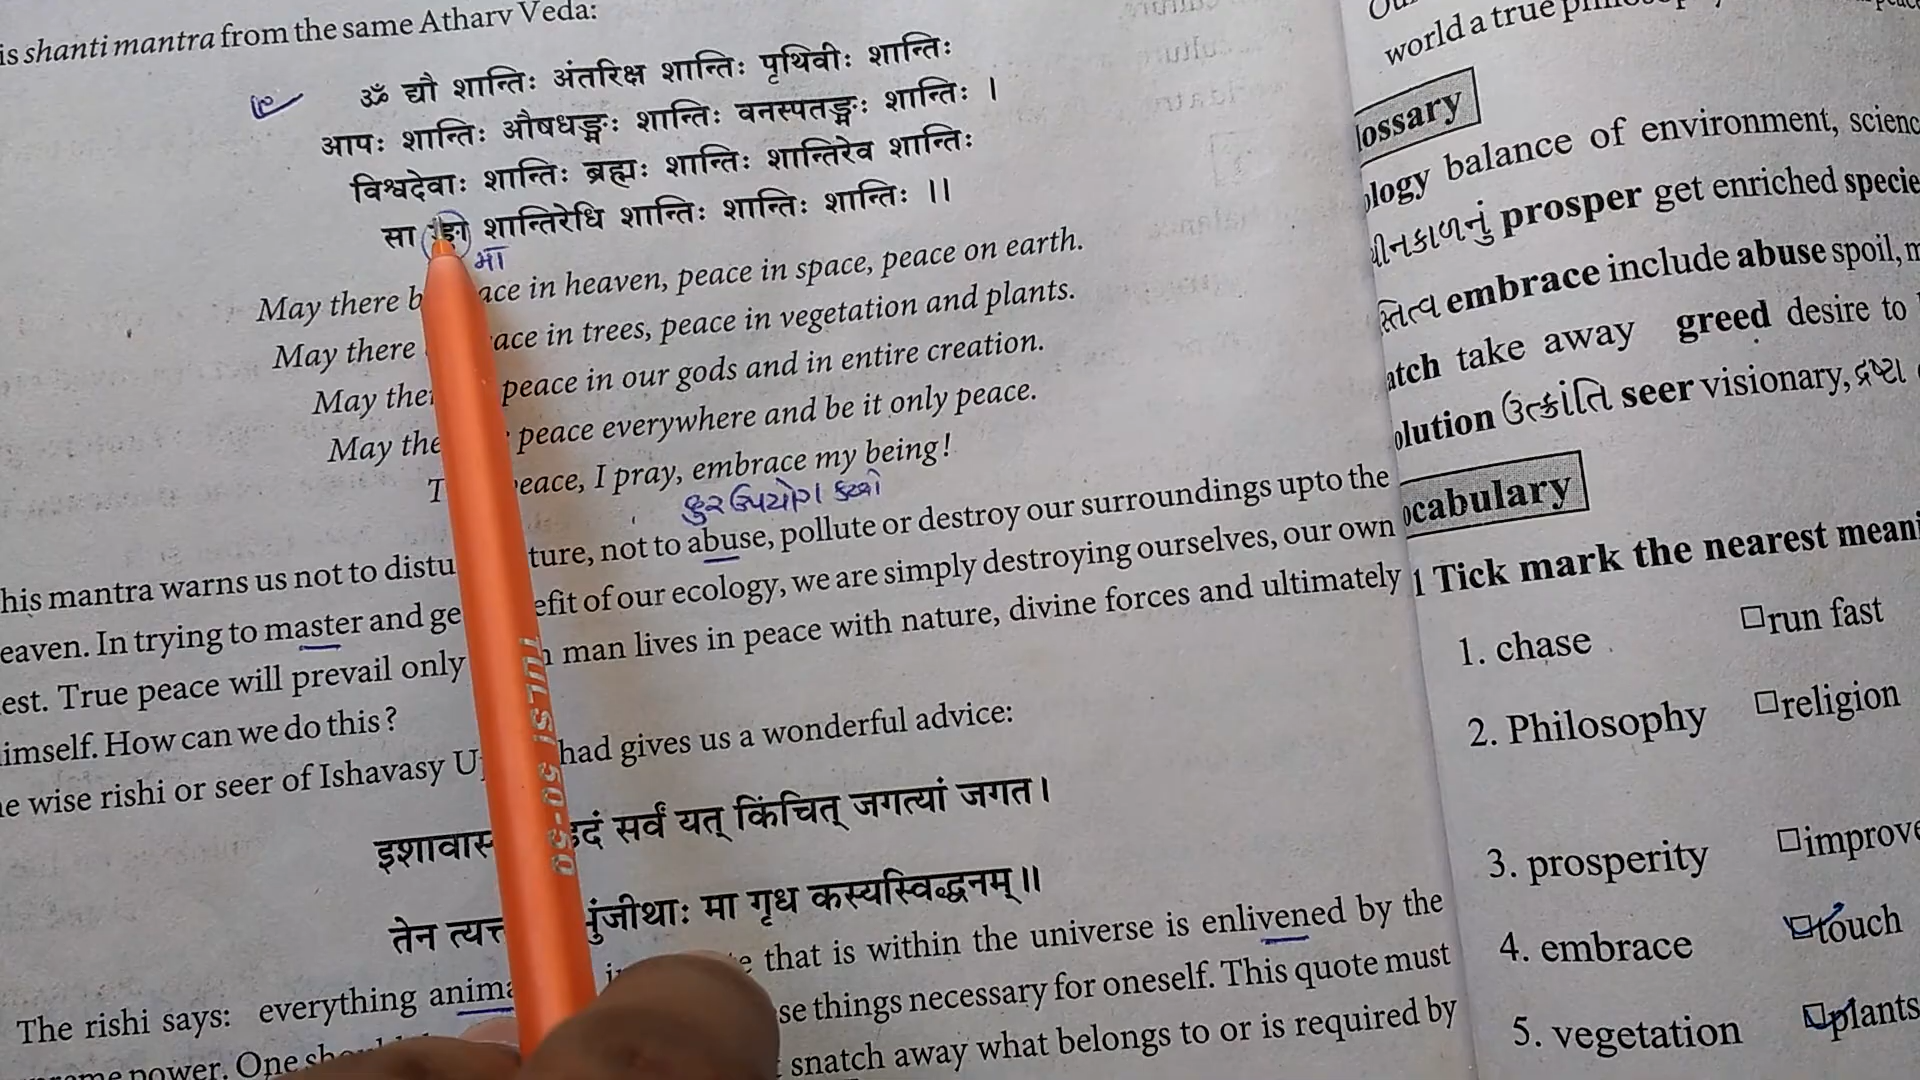 is shanti mantra from the same Atharv Veda:
ॐ द्यौ शान्तिः अंतरिक्ष शान्तिः पृथिवीः शान्तिः
आपः शान्तिः औषधङ्मः शान्तिः वनस्पतङ्मः शान्तिः ।
विश्वदेवाः शान्तिः ब्रह्मः शान्तिः शान्तिरेव शान्तिः
सा शान्तिरेधि शान्तिः शान्तिः शान्तिः ।।
मा
May there ace in heaven, peace in space, peace on earth.
May there ace in trees, peace in vegetation and plants.
May peace in our gods and in entire creation.
May peace everywhere and be it only peace.
eace, I pray, embrace my being!
દુરઉપયોગ કરવો
his mantra warns us not to distu ture, not to abuse, pollute or destroy our surroundings upto the
eaven. In trying to master and ge efit of our ecology, we are simply destroying ourselves, our own
est. True peace will prevail only man lives in peace with nature, divine forces and ultimately
imself. How can we do this?
e wise rishi or seer of Ishavasy U had gives us a wonderful advice:
इशावास दं सर्वं यत् किंचित् जगत्यां जगत।
तेन त्यक्त ुंजीथाः मा गृध कस्यस्विद्धनम्॥
The rishi says: everything anima that is within the universe is enlivened by the
power. One se things necessary for oneself. This quote must
snatch away what belongs to or is required by
world a true
lossary
logy balance of environment, scienc
ીનકાળનું prosper get enriched specie
સ્તિત્વ embrace include abuse spoil,
atch take away greed desire to
olution ઉત્ક્રાંતિ seer visionary, દ્રષ્ટા
ocabulary
1 Tick mark the nearest meani
1. chase □run fast
2. Philosophy □religion
3. prosperity □improve
4. embrace □touch
5. vegetation □plants
TULSI 50-50